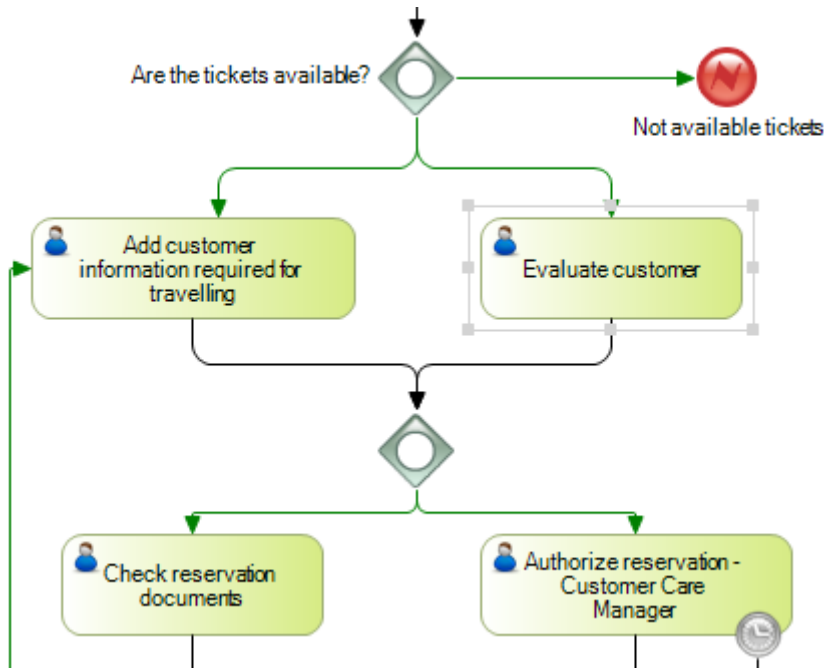 Are the tickets available?
Not available tickets
Add customer
information required for
travelling
Evaluate customer
Check reservation
documents
Authorize reservation -
Customer Care
Manager